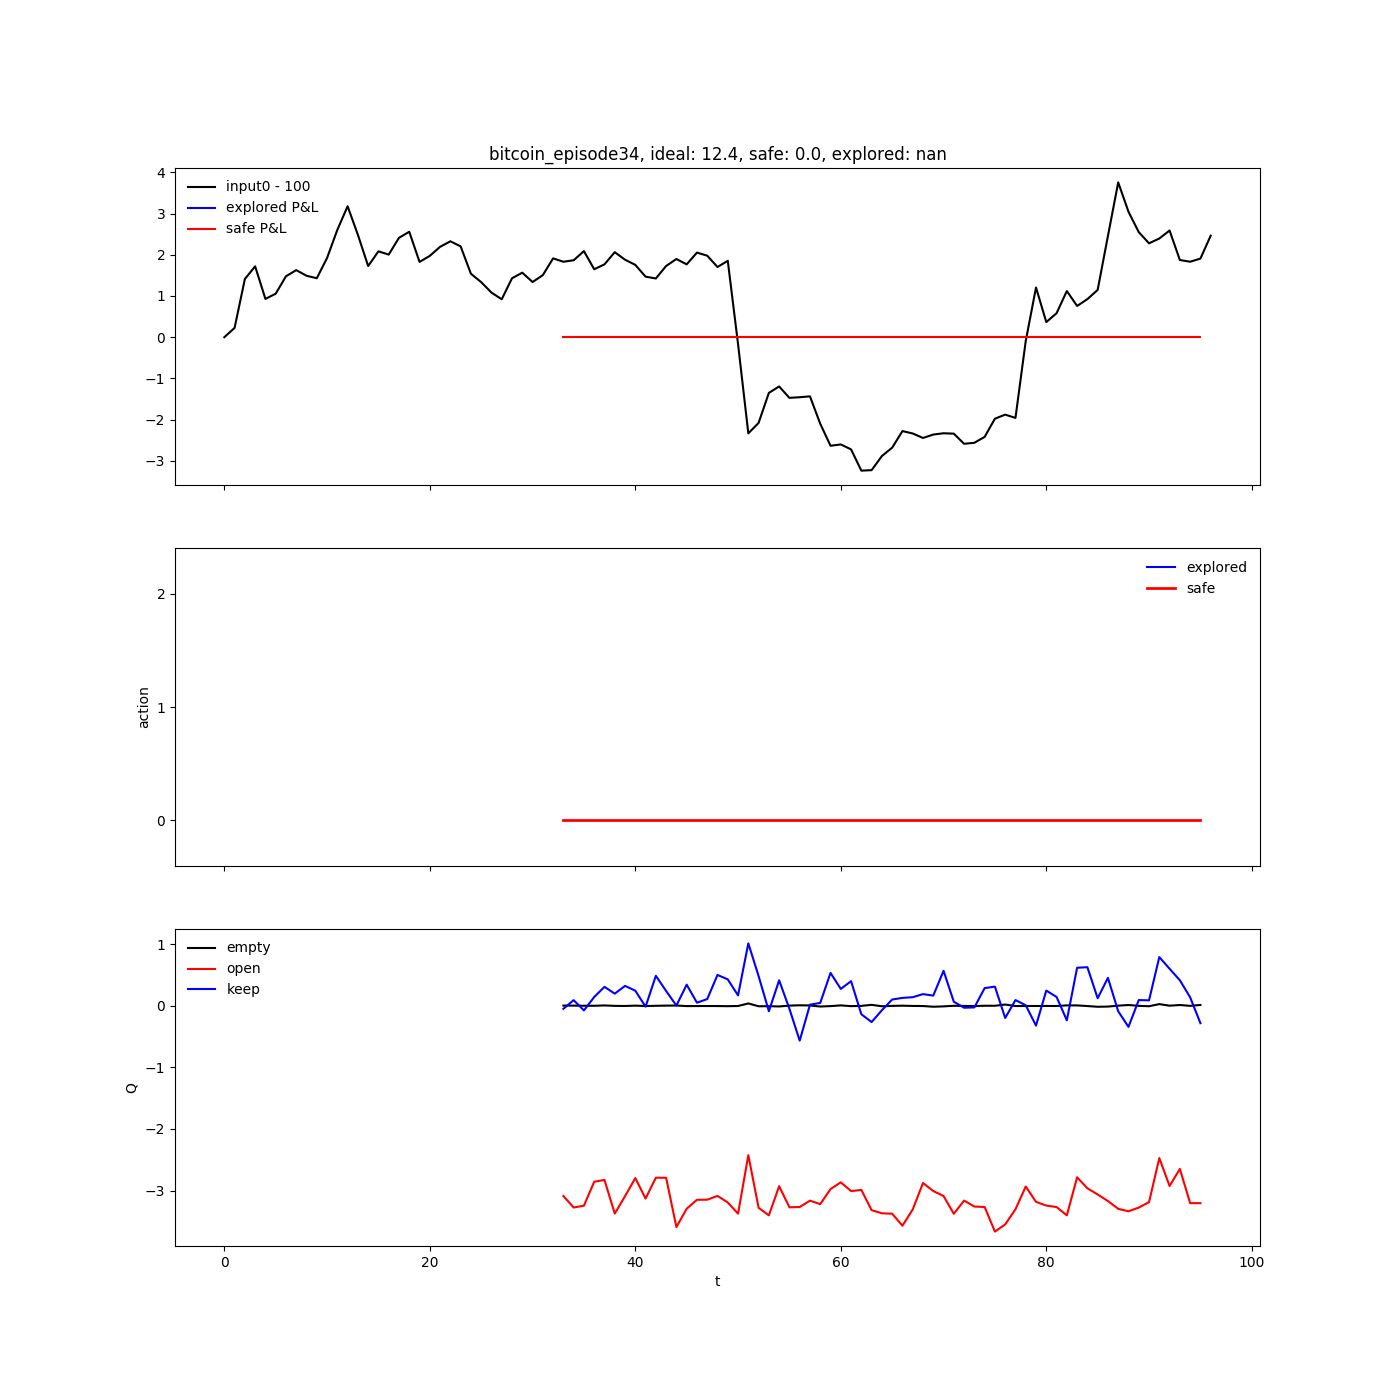 bitcoin_episode34, ideal: 12.4, safe: 0.0, explored: nan
4
3
2
1
0
−1
−2
−3
input0 - 100
explored P&L
safe P&L
2
1
0
action
explored
safe
1
0
−1
−2
−3
Q
empty
open
keep
0
20
40
60
80
100
t